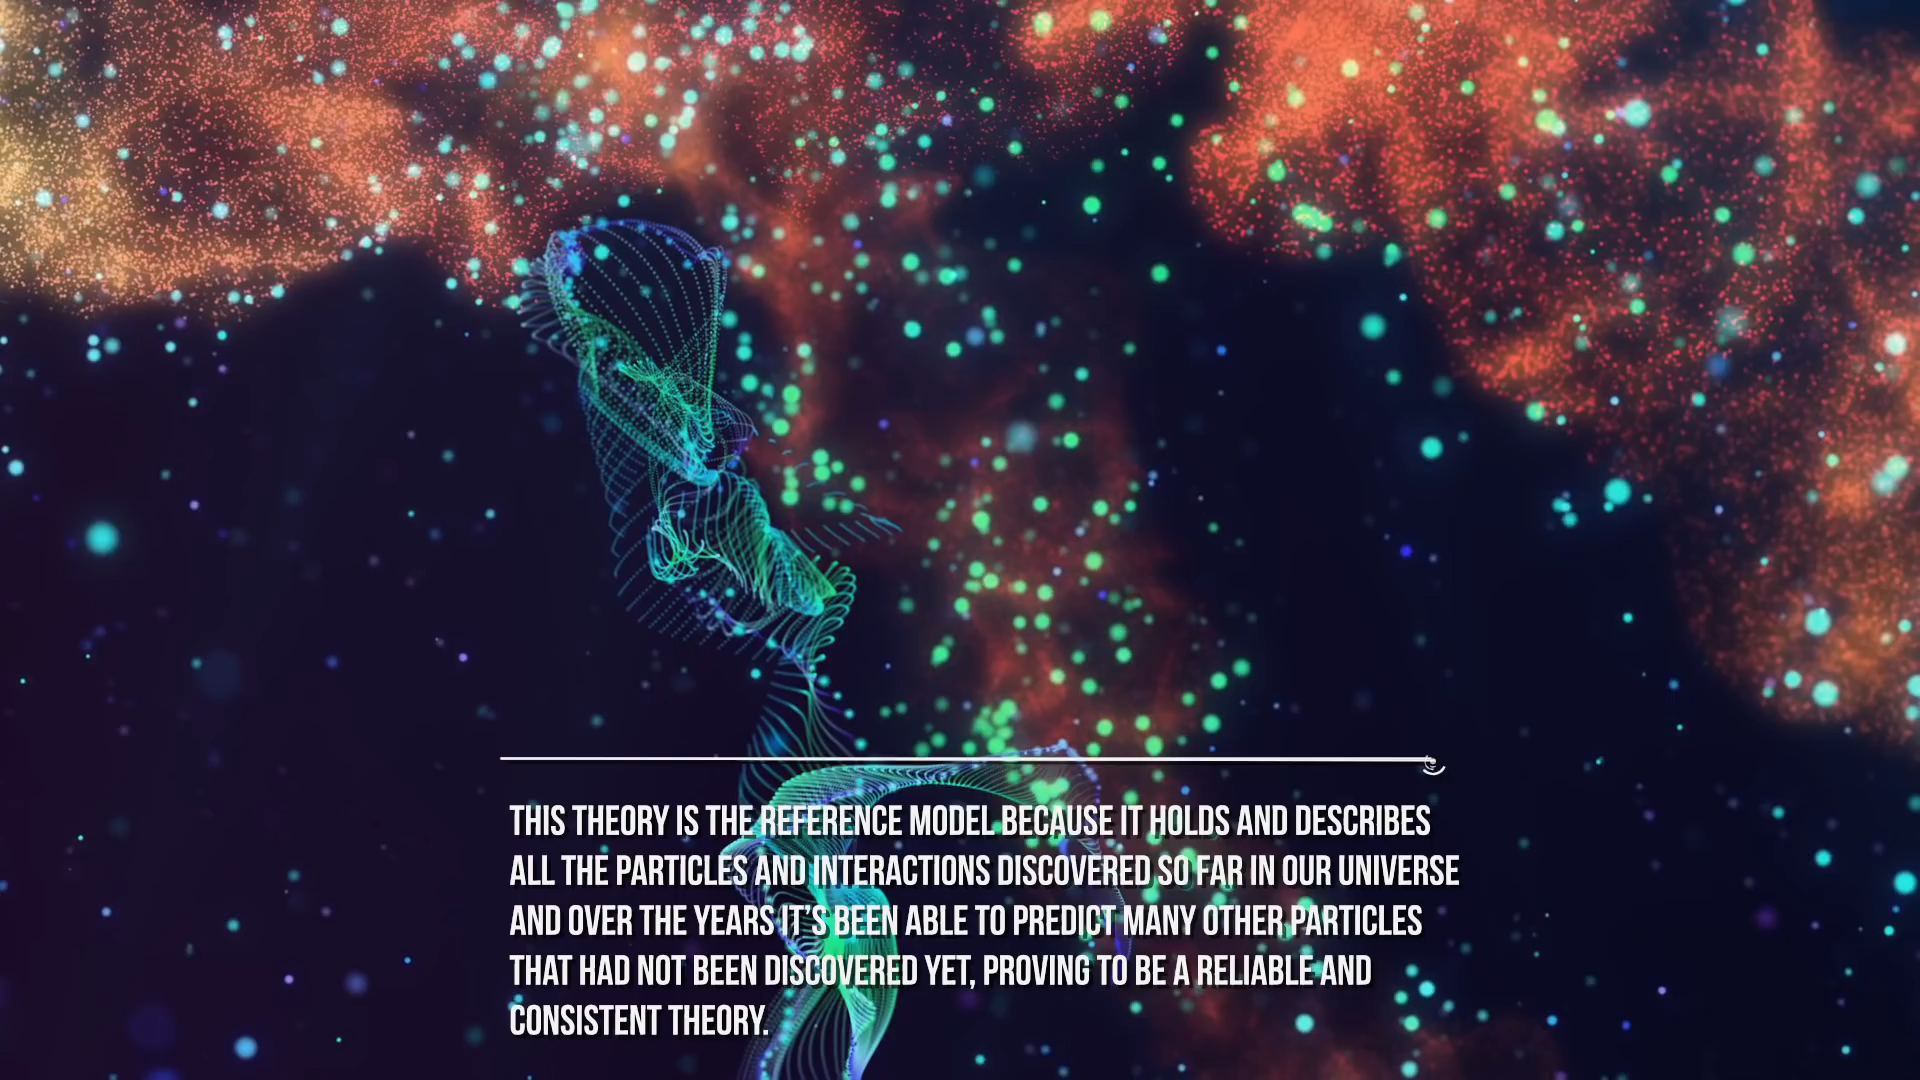 THIS THEORY IS THE REFERENCE MODEL BECAUSE IT HOLDS AND DESCRIBES
ALL THE PARTICLES AND INTERACTIONS DISCOVERED SO FAR IN OUR UNIVERSE
AND OVER THE YEARS IT’S BEEN ABLE TO PREDICT MANY OTHER PARTICLES
THAT HAD NOT BEEN DISCOVERED YET, PROVING TO BE A RELIABLE AND
CONSISTENT THEORY.